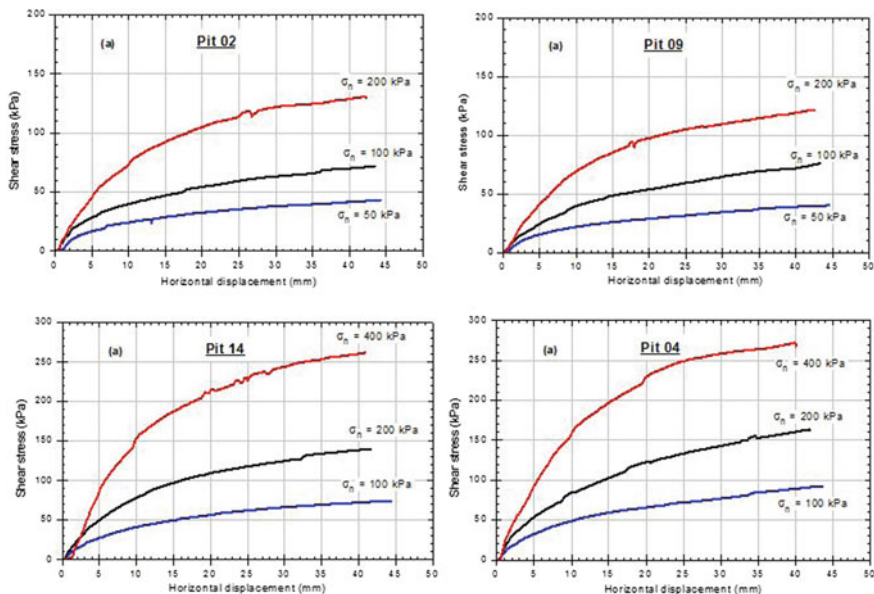 (a) Pit 02
Shear stress (kPa)
200
150
100
50
0
σn = 200 kPa
σn = 100 kPa
σn = 50 kPa
0 5 10 15 20 25 30 35 40 45 50
Horizontal displacement (mm)
(a) Pit 09
Shear stress (kPa)
200
150
100
50
0
σn = 200 kPa
σn = 100 kPa
σn = 50 kPa
0 5 10 15 20 25 30 35 40 45 50
Horizontal displacement (mm)
(a) Pit 14
Shear stress (kPa)
300
250
200
150
100
50
0
σn = 400 kPa
σn = 200 kPa
σn = 100 kPa
0 5 10 15 20 25 30 35 40 45 50
Horizontal displacement (mm)
(a) Pit 04
Shear stress (kPa)
300
250
200
150
100
50
0
σn = 400 kPa
σn = 200 kPa
σn = 100 kPa
0 5 10 15 20 25 30 35 40 45 50
Horizontal displacement (mm)